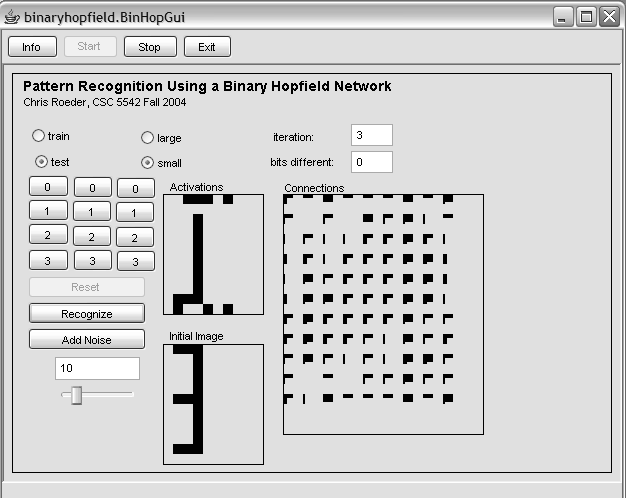 binaryhopfield.BinHopGui
Info Start Stop Exit
Pattern Recognition Using a Binary Hopfield Network
Chris Roeder, CSC 5542 Fall 2004
train large iteration: 3
test small bits different: 0
0 0 0 Activations Connections
1 1 1
2 2 2
3 3 3
Reset
Recognize
Add Noise Initial Image
10